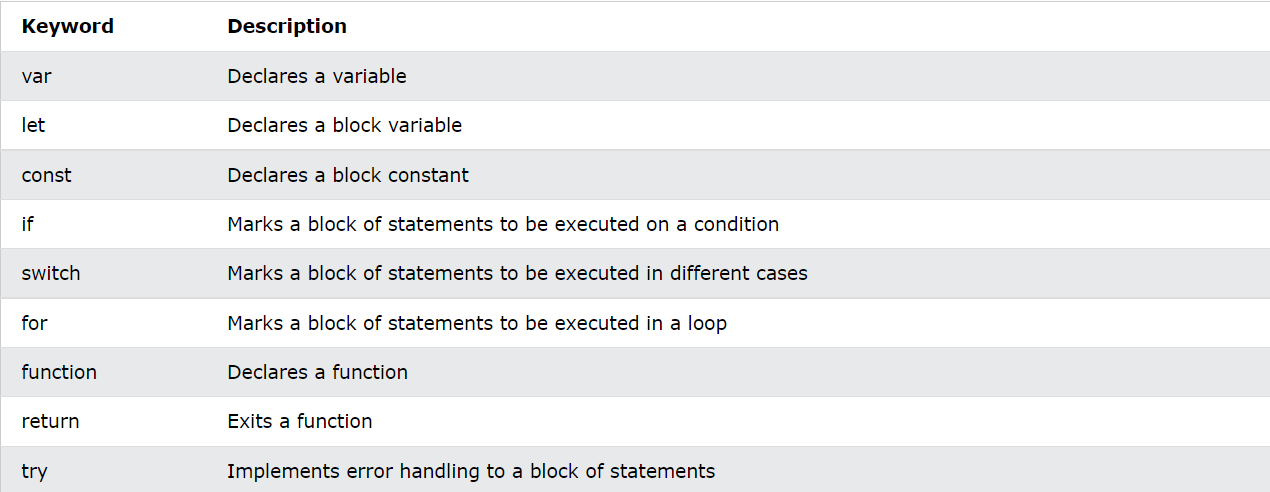 Keyword Description
var Declares a variable
let Declares a block variable
const Declares a block constant
if Marks a block of statements to be executed on a condition
switch Marks a block of statements to be executed in different cases
for Marks a block of statements to be executed in a loop
function Declares a function
return Exits a function
try Implements error handling to a block of statements